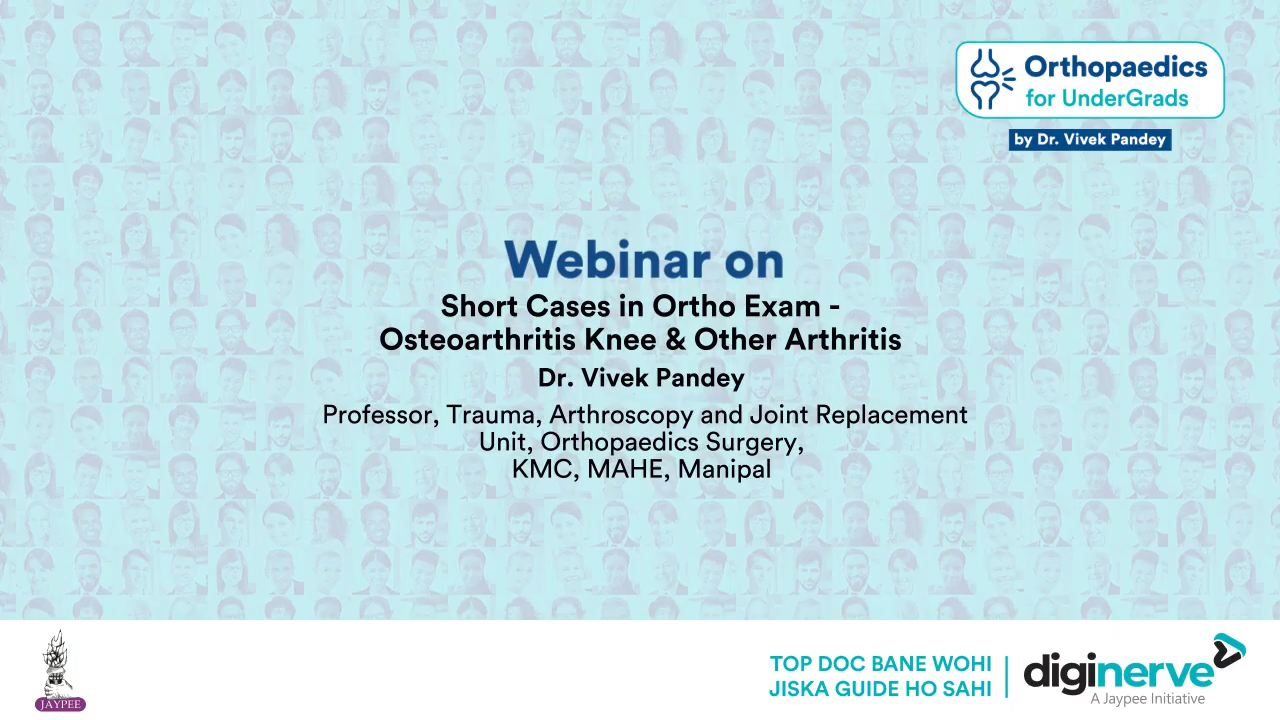 Orthopaedics
for UnderGrads
by Dr. Vivek Pandey
Webinar on
Short Cases in Ortho Exam -
Osteoarthritis Knee & Other Arthritis
Dr. Vivek Pandey
Professor, Trauma, Arthroscopy and Joint Replacement
Unit, Orthopaedics Surgery,
KMC, MAHE, Manipal
JAYPEE
TOP DOC BANE WOHI
JISKA GUIDE HO SAHI
diginerve
A Jaypee Initiative